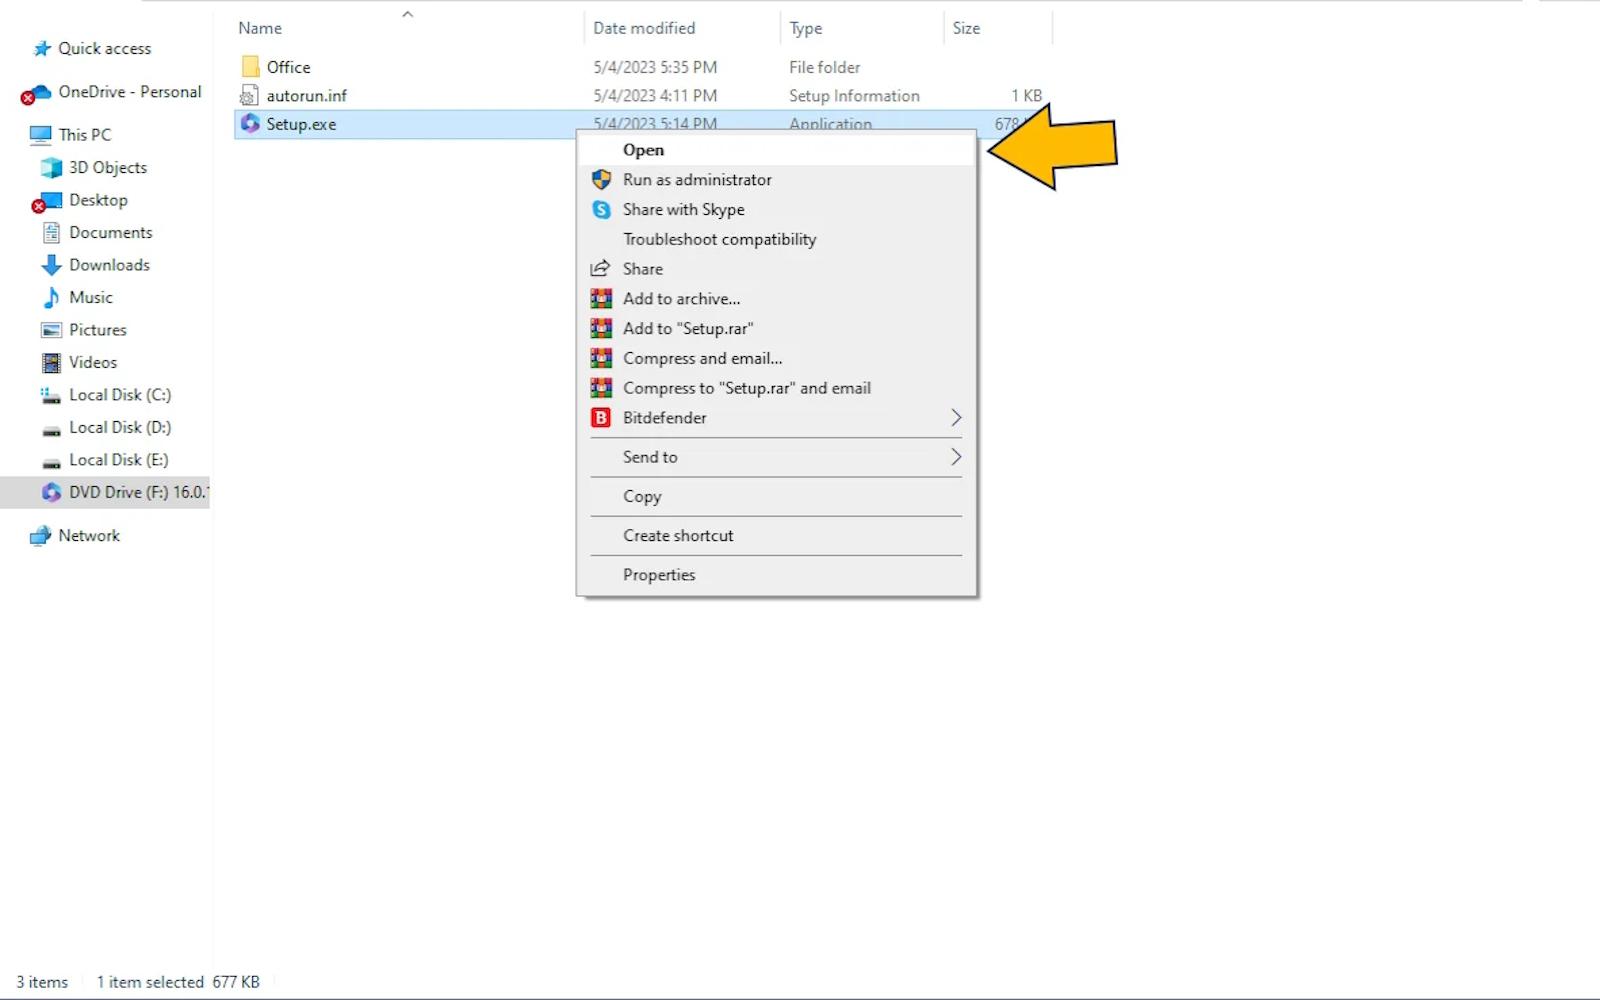 Name Date modified Type Size
Quick access
OneDrive - Personal
This PC
3D Objects
Desktop
Documents
Downloads
Music
Pictures
Videos
Local Disk (C:)
Local Disk (D:)
Local Disk (E:)
DVD Drive (F:) 16.0.
Network
Office 5/4/2023 5:35 PM File folder
autorun.inf 5/4/2023 4:11 PM Setup Information 1 KB
Setup.exe 5/4/2023 5:14 PM Application 678
Open
Run as administrator
Share with Skype
Troubleshoot compatibility
Share
Add to archive...
Add to "Setup.rar"
Compress and email...
Compress to "Setup.rar" and email
B Bitdefender
Send to
Copy
Create shortcut
Properties
3 items 1 item selected 677 KB